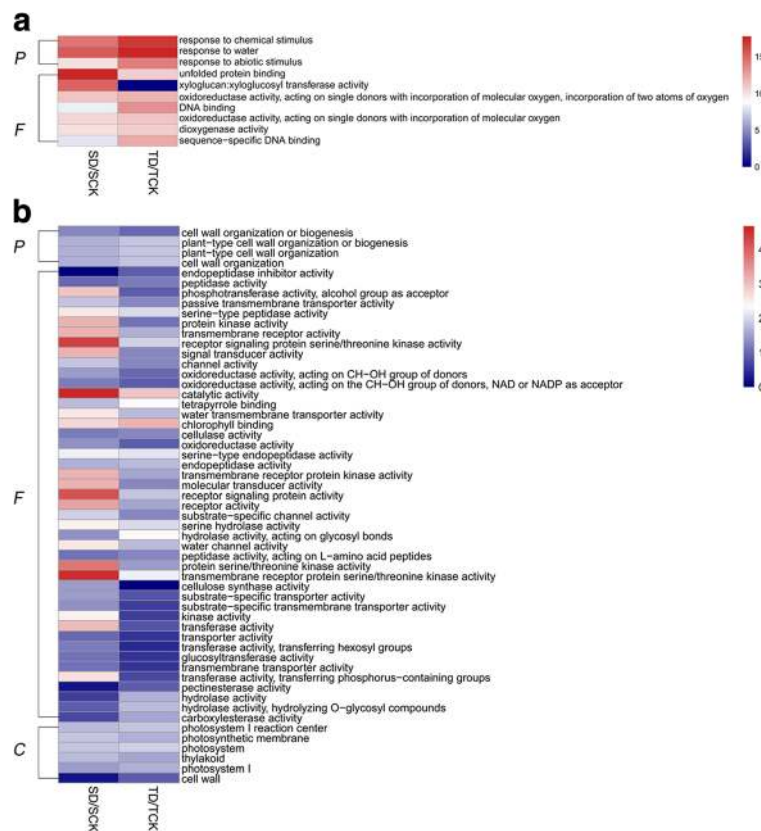 a
P
F
response to chemical stimulus
response to water
response to abiotic stimulus
unfolded protein binding
xyloglucan:xyloglucosyl transferase activity
oxidoreductase activity, acting on single donors with incorporation of molecular oxygen, incorporation of two atoms of oxygen
DNA binding
oxidoreductase activity, acting on single donors with incorporation of molecular oxygen
dioxygenase activity
sequence-specific DNA binding
SD/SCK
TD/TCK
15
10
5
0
b
P
F
C
cell wall organization or biogenesis
plant-type cell wall organization or biogenesis
plant-type cell wall organization
cell wall organization
endopeptidase inhibitor activity
peptidase activity
phosphotransferase activity, alcohol group as acceptor
passive transmembrane transporter activity
serine-type peptidase activity
protein kinase activity
transmembrane receptor activity
receptor signaling protein serine/threonine kinase activity
signal transducer activity
channel activity
oxidoreductase activity, acting on CH-OH group of donors
oxidoreductase activity, acting on the CH-OH group of donors, NAD or NADP as acceptor
catalytic activity
tetrapyrrole binding
water transmembrane transporter activity
chlorophyll binding
cellulase activity
oxidoreductase activity
serine-type endopeptidase activity
endopeptidase activity
transmembrane receptor protein kinase activity
molecular transducer activity
receptor signaling protein activity
receptor activity
substrate-specific channel activity
serine hydrolase activity
hydrolase activity, acting on glycosyl bonds
water channel activity
peptidase activity, acting on L-amino acid peptides
protein serine/threonine kinase activity
transmembrane receptor protein serine/threonine kinase activity
cellulose synthase activity
substrate-specific transporter activity
substrate-specific transmembrane transporter activity
kinase activity
transferase activity
transporter activity
transferase activity, transferring hexosyl groups
glucosyltransferase activity
transmembrane transporter activity
transferase activity, transferring phosphorus-containing groups
pectinesterase activity
hydrolase activity
hydrolase activity, hydrolyzing O-glycosyl compounds
carboxylesterase activity
photosystem I reaction center
photosynthetic membrane
photosystem
thylakoid
photosystem I
cell wall
SD/SCK
TD/TCK
4
3
2
1
0